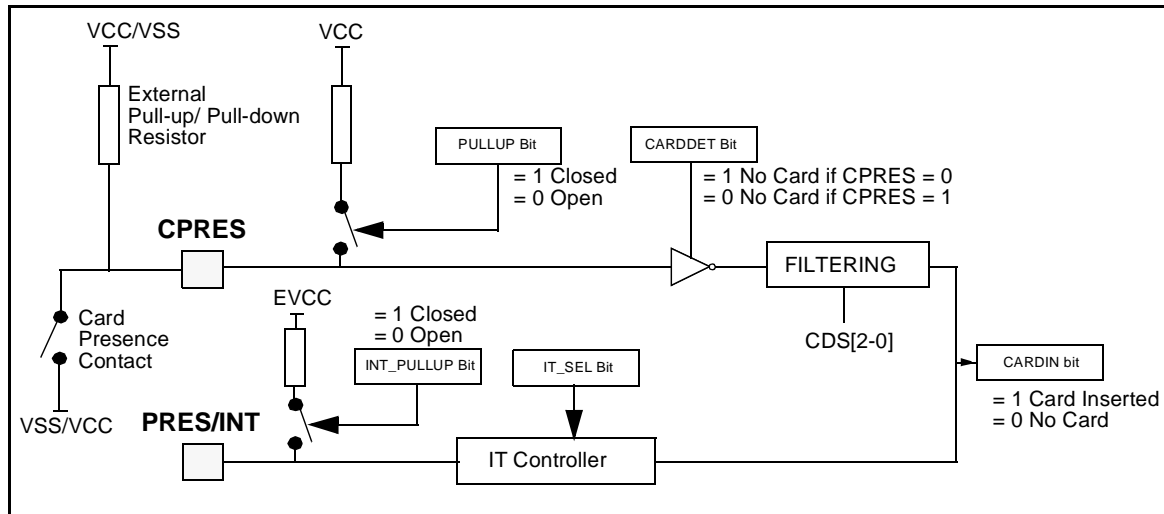 VCC/VSS
VCC
External
Pull-up/ Pull-down
Resistor
PULLUP Bit
= 1 Closed
= 0 Open
CARDDET Bit
= 1 No Card if CPRES = 0
= 0 No Card if CPRES = 1
CPRES
FILTERING
CDS[2-0]
Card
Presence
Contact
VSS/VCC
EVCC
= 1 Closed
= 0 Open
INT_PULLUP Bit
IT_SEL Bit
CARDIN bit
= 1 Card Inserted
= 0 No Card
PRES/INT
IT Controller